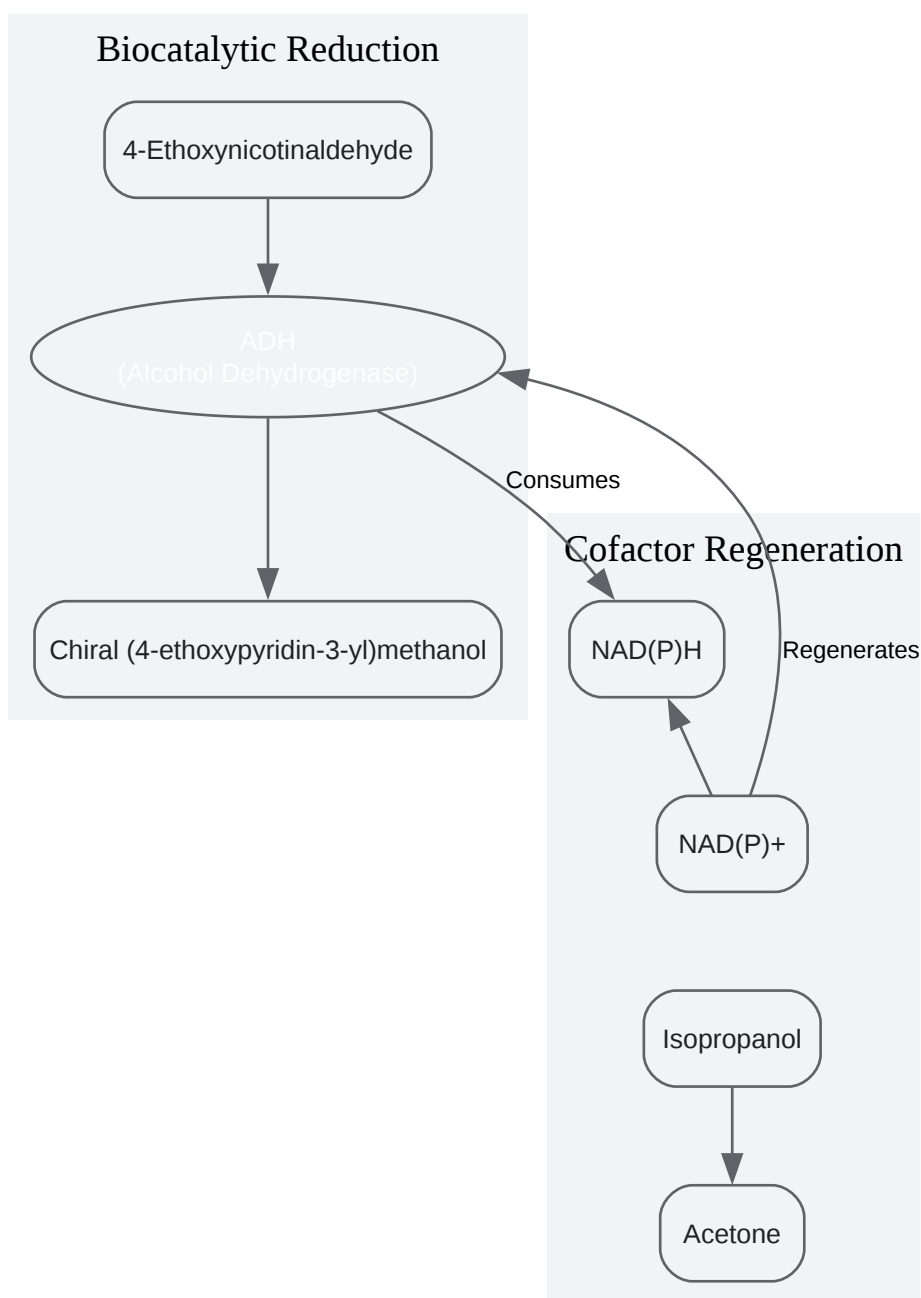 Biocatalytic Reduction
4-Ethoxynicotinaldehyde
ADH
(Alcohol Dehydrogenase)
Consumes
Cofactor Regeneration
Chiral (4-ethoxypyridin-3-yl)methanol
NAD(P)H
Regenerates
NAD(P)+
Isopropanol
Acetone